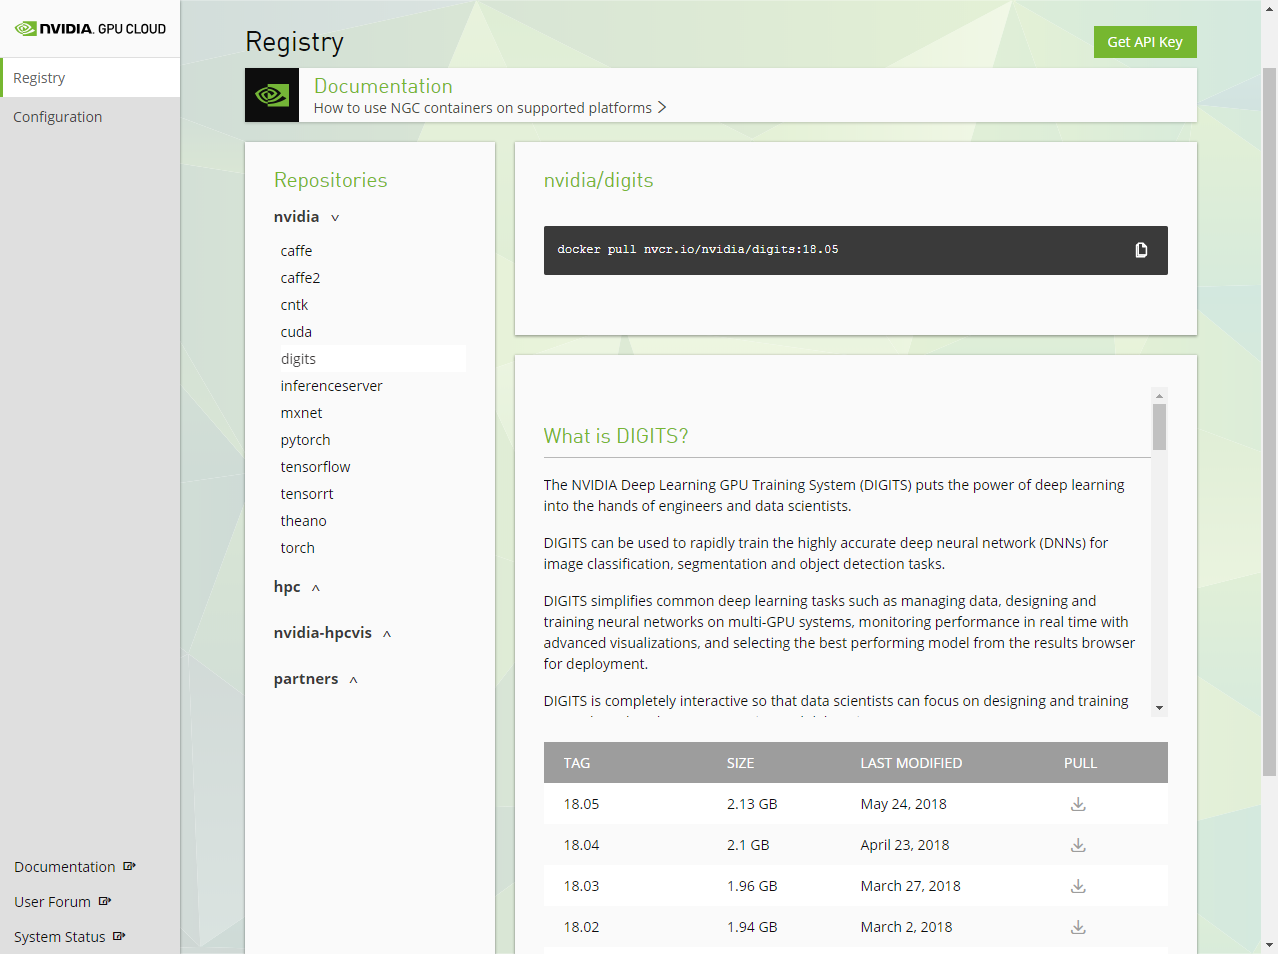 NVIDIA. GPU CLOUD
Registry
Configuration
Documentation
User Forum
System Status
Registry
Get API Key
Documentation
How to use NGC containers on supported platforms
Repositories
nvidia
caffe
caffe2
cntk
cuda
digits
inferenceserver
mxnet
pytorch
tensorflow
tensorrt
theano
torch
hpc
nvidia-hpcvis
partners
nvidia/digits
docker pull nvcr.io/nvidia/digits:18.05
What is DIGITS?
The NVIDIA Deep Learning GPU Training System (DIGITS) puts the power of deep learning
into the hands of engineers and data scientists.
DIGITS can be used to rapidly train the highly accurate deep neural network (DNNs) for
image classification, segmentation and object detection tasks.
DIGITS simplifies common deep learning tasks such as managing data, designing and
training neural networks on multi-GPU systems, monitoring performance in real time with
advanced visualizations, and selecting the best performing model from the results browser
for deployment.
DIGITS is completely interactive so that data scientists can focus on designing and training
TAG SIZE LAST MODIFIED PULL
18.05 2.13 GB May 24, 2018
18.04 2.1 GB April 23, 2018
18.03 1.96 GB March 27, 2018
18.02 1.94 GB March 2, 2018